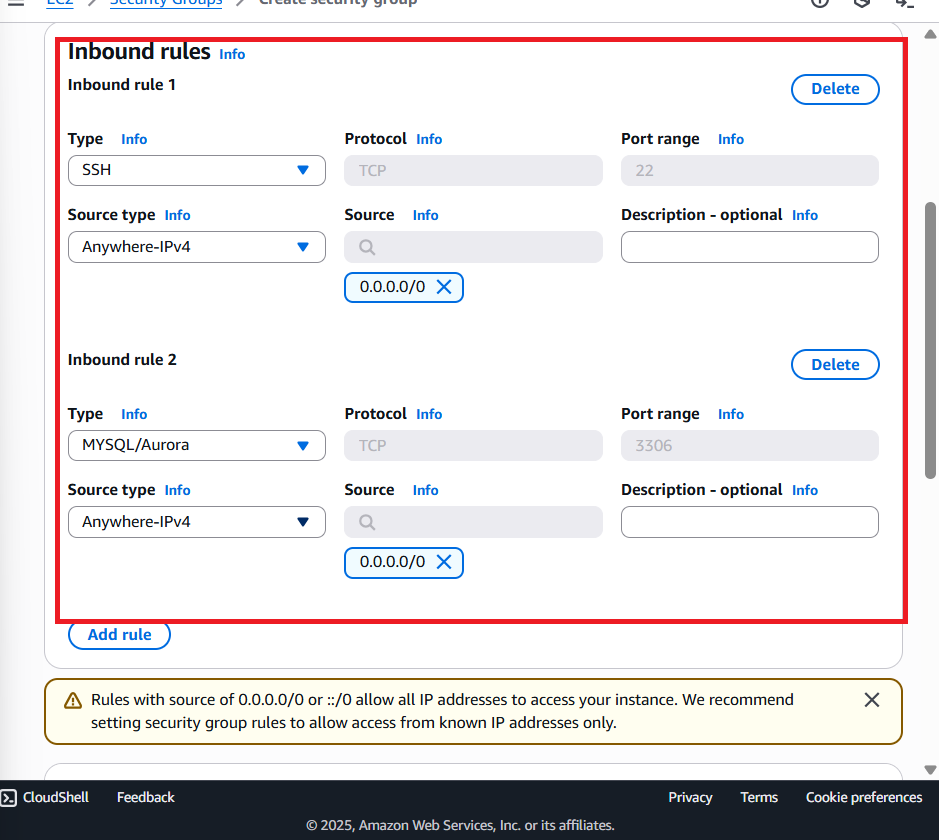 EC2 Security Groups Create security group
Inbound rules Info
Inbound rule 1
Delete
Type Info
Protocol Info
Port range Info
SSH
TCP
22
Source type Info
Source Info
Description - optional Info
Anywhere-IPv4
0.0.0.0/0
Inbound rule 2
Delete
Type Info
Protocol Info
Port range Info
MYSQL/Aurora
TCP
3306
Source type Info
Source Info
Description - optional Info
Anywhere-IPv4
0.0.0.0/0
Add rule
Rules with source of 0.0.0.0/0 or ::/0 allow all IP addresses to access your instance. We recommend
setting security group rules to allow access from known IP addresses only.
CloudShell Feedback Privacy Terms Cookie preferences
© 2025, Amazon Web Services, Inc. or its affiliates.